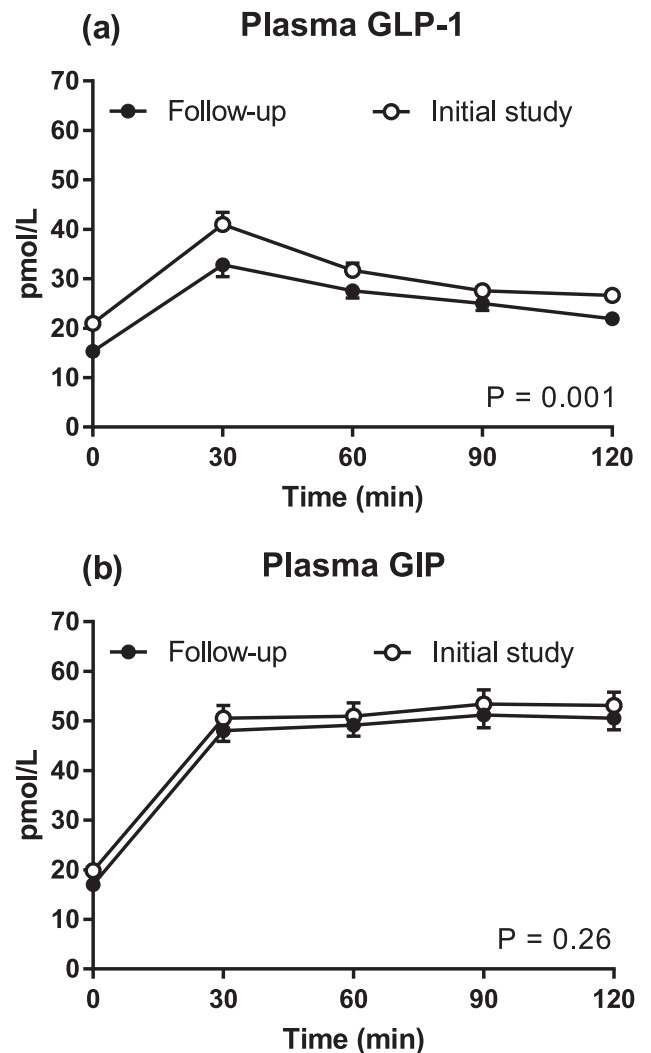 (a) Plasma GLP-1
70
60
50
40
30
20
10
0
pmol/L
Follow-up Initial study
P = 0.001
0 30 60 90 120
Time (min)
(b) Plasma GIP
70
60
50
40
30
20
10
0
pmol/L
Follow-up Initial study
P = 0.26
0 30 60 90 120
Time (min)